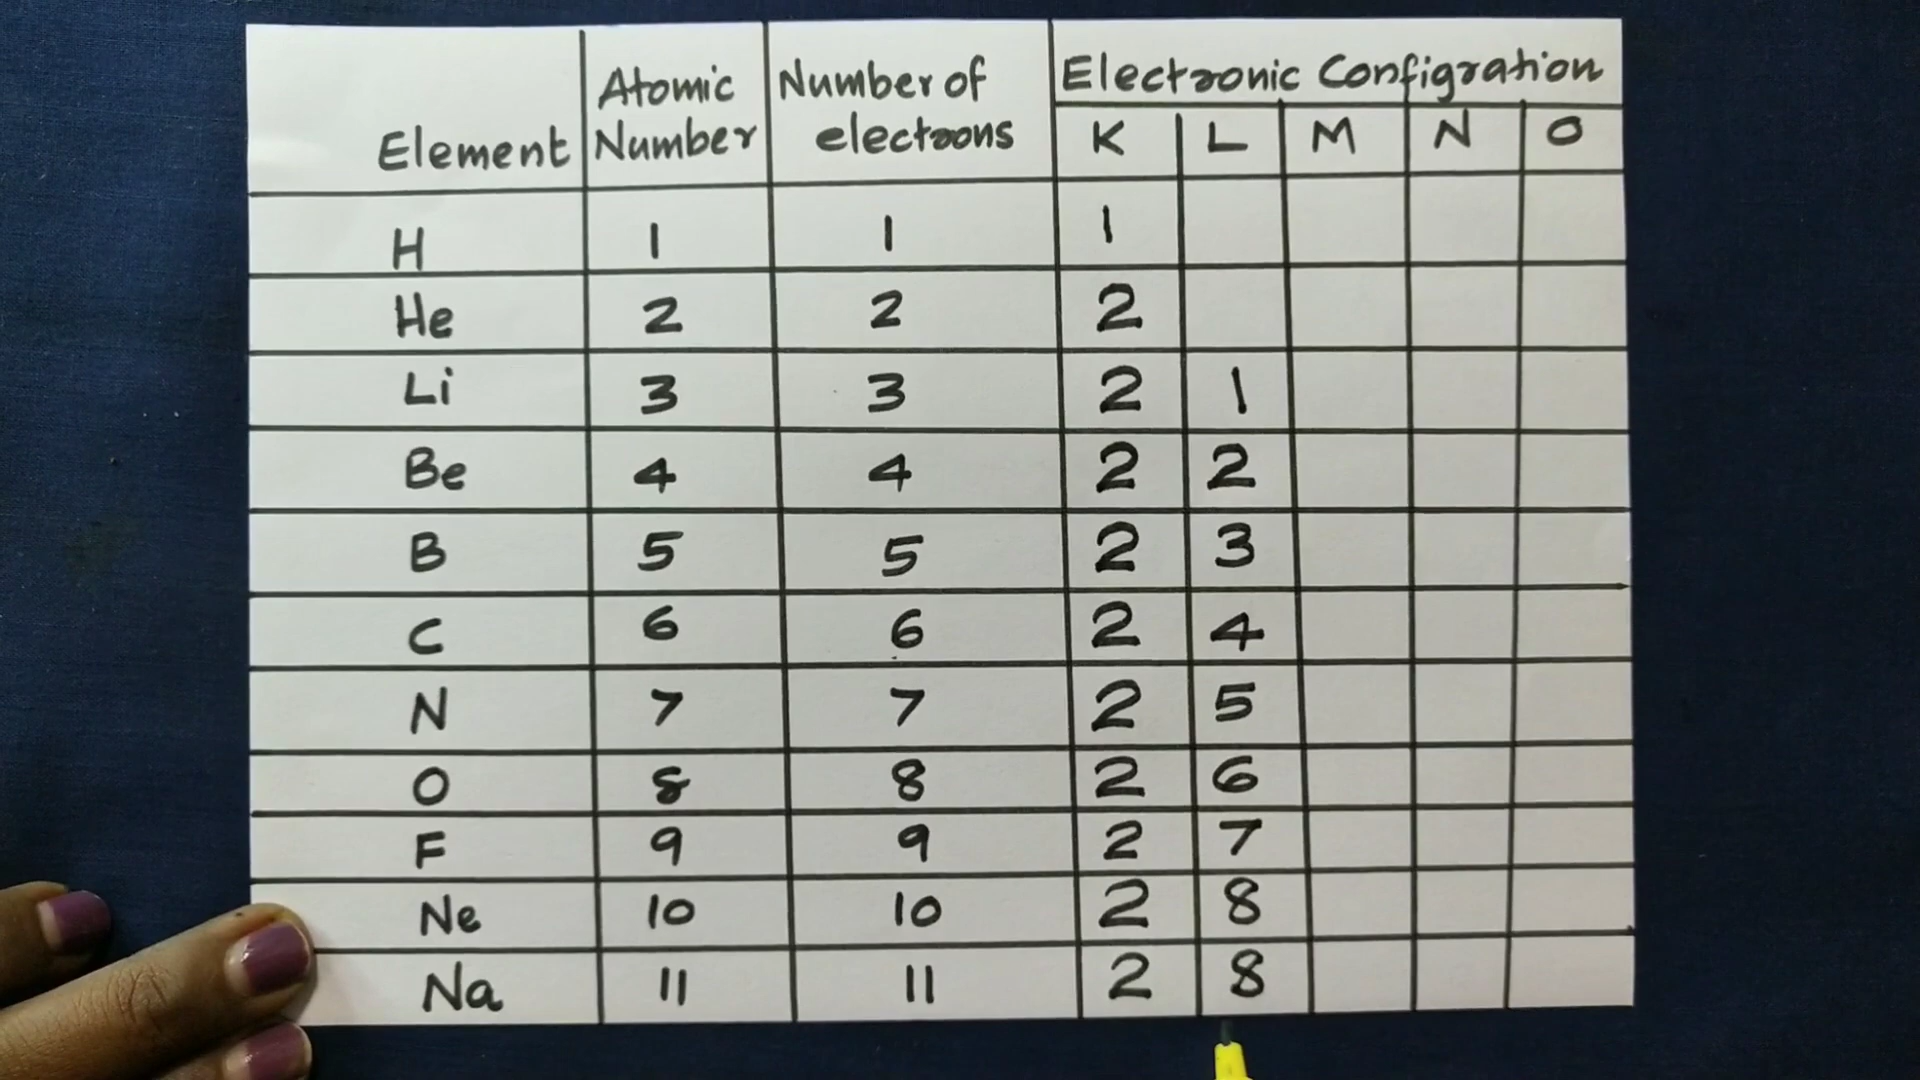 Element Atomic Number Number of electrons Electronic Configration
K L M N O
H 1 1 1
He 2 2 2
Li 3 3 2 1
Be 4 4 2 2
B 5 5 2 3
C 6 6 2 4
N 7 7 2 5
O 8 8 2 6
F 9 9 2 7
Ne 10 10 2 8
Na 11 11 2 8